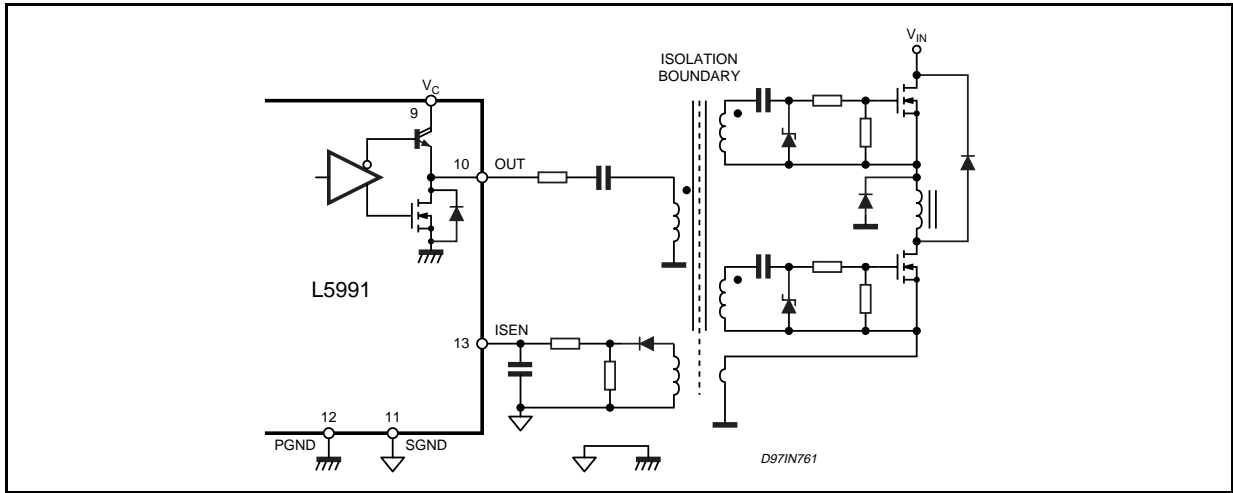 V_IN
ISOLATION
BOUNDARY
V_C
9
10
OUT
L5991
13
ISEN
12
11
PGND
SGND
D97IN761